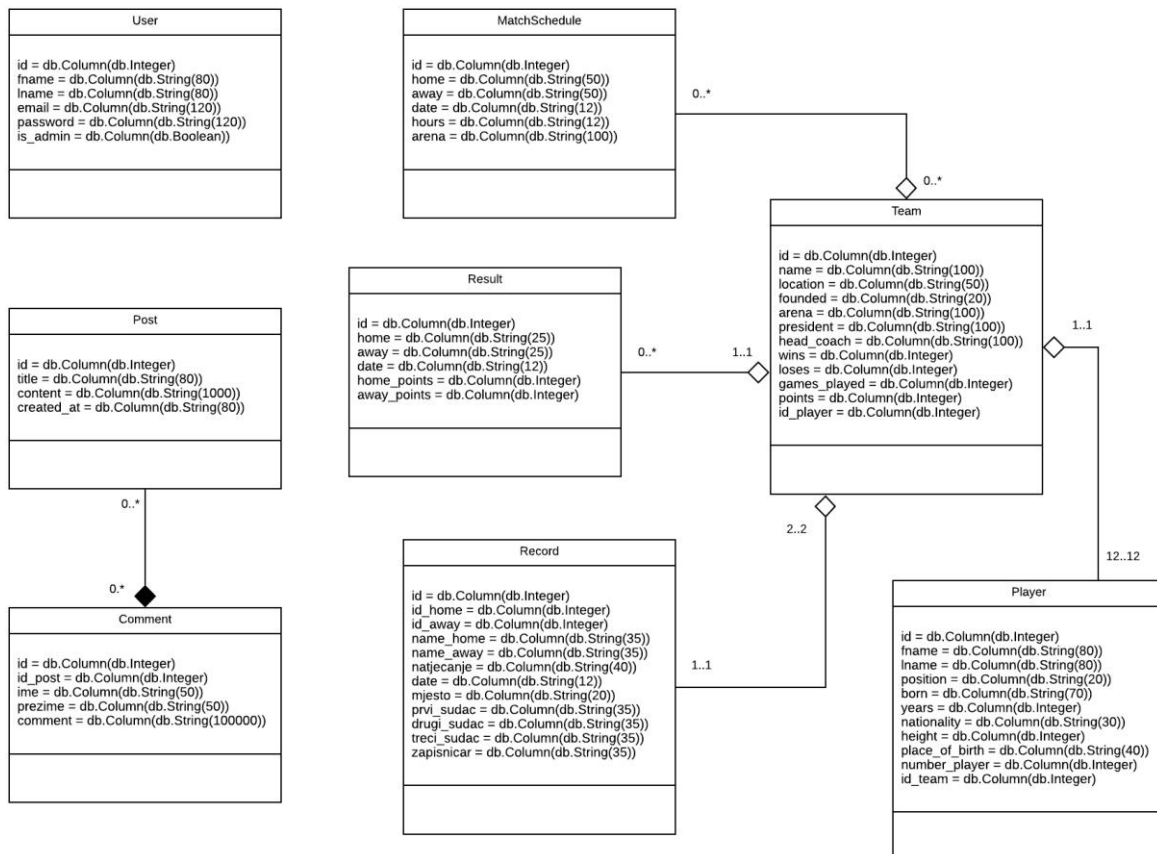 User
id = db.Column(db.Integer)
fname = db.Column(db.String(80))
lname = db.Column(db.String(80))
email = db.Column(db.String(120))
password = db.Column(db.String(120))
is_admin = db.Column(db.Boolean))
MatchSchedule
id = db.Column(db.Integer)
home = db.Column(db.String(50))
away = db.Column(db.String(50))
date = db.Column(db.String(12))
hours = db.Column(db.String(12))
arena = db.Column(db.String(100))
0..*
0..*
Team
id = db.Column(db.Integer)
name = db.Column(db.String(100))
location = db.Column(db.String(50))
founded = db.Column(db.String(20))
arena = db.Column(db.String(100))
president = db.Column(db.String(100))
head_coach = db.Column(db.String(100))
wins = db.Column(db.Integer)
loses = db.Column(db.Integer)
games_played = db.Column(db.Integer)
points = db.Column(db.Integer)
id_player = db.Column(db.Integer)
Result
id = db.Column(db.Integer)
home = db.Column(db.String(25))
away = db.Column(db.String(25))
date = db.Column(db.String(12))
home_points = db.Column(db.Integer)
away_points = db.Column(db.Integer)
0..*
1..1
1..1
Post
id = db.Column(db.Integer)
title = db.Column(db.String(80))
content = db.Column(db.String(1000))
created_at = db.Column(db.String(80))
0..*
0.*
Comment
id = db.Column(db.Integer)
id_post = db.Column(db.Integer)
ime = db.Column(db.String(50))
prezime = db.Column(db.String(50))
comment = db.Column(db.String(100000))
2..2
Record
id = db.Column(db.Integer)
id_home = db.Column(db.Integer)
id_away = db.Column(db.Integer)
name_home = db.Column(db.String(35))
name_away = db.Column(db.String(35))
natjecanje = db.Column(db.String(40))
date = db.Column(db.String(12))
mjesto = db.Column(db.String(20))
prvi_sudac = db.Column(db.String(35))
drugi_sudac = db.Column(db.String(35))
treci_sudac = db.Column(db.String(35))
zapisnicar = db.Column(db.String(35))
1..1
12..12
Player
id = db.Column(db.Integer)
fname = db.Column(db.String(80))
lname = db.Column(db.String(80))
position = db.Column(db.String(20))
born = db.Column(db.String(70))
years = db.Column(db.Integer)
nationality = db.Column(db.String(30))
height = db.Column(db.Integer)
place_of_birth = db.Column(db.String(40))
number_player = db.Column(db.Integer)
id_team = db.Column(db.Integer)